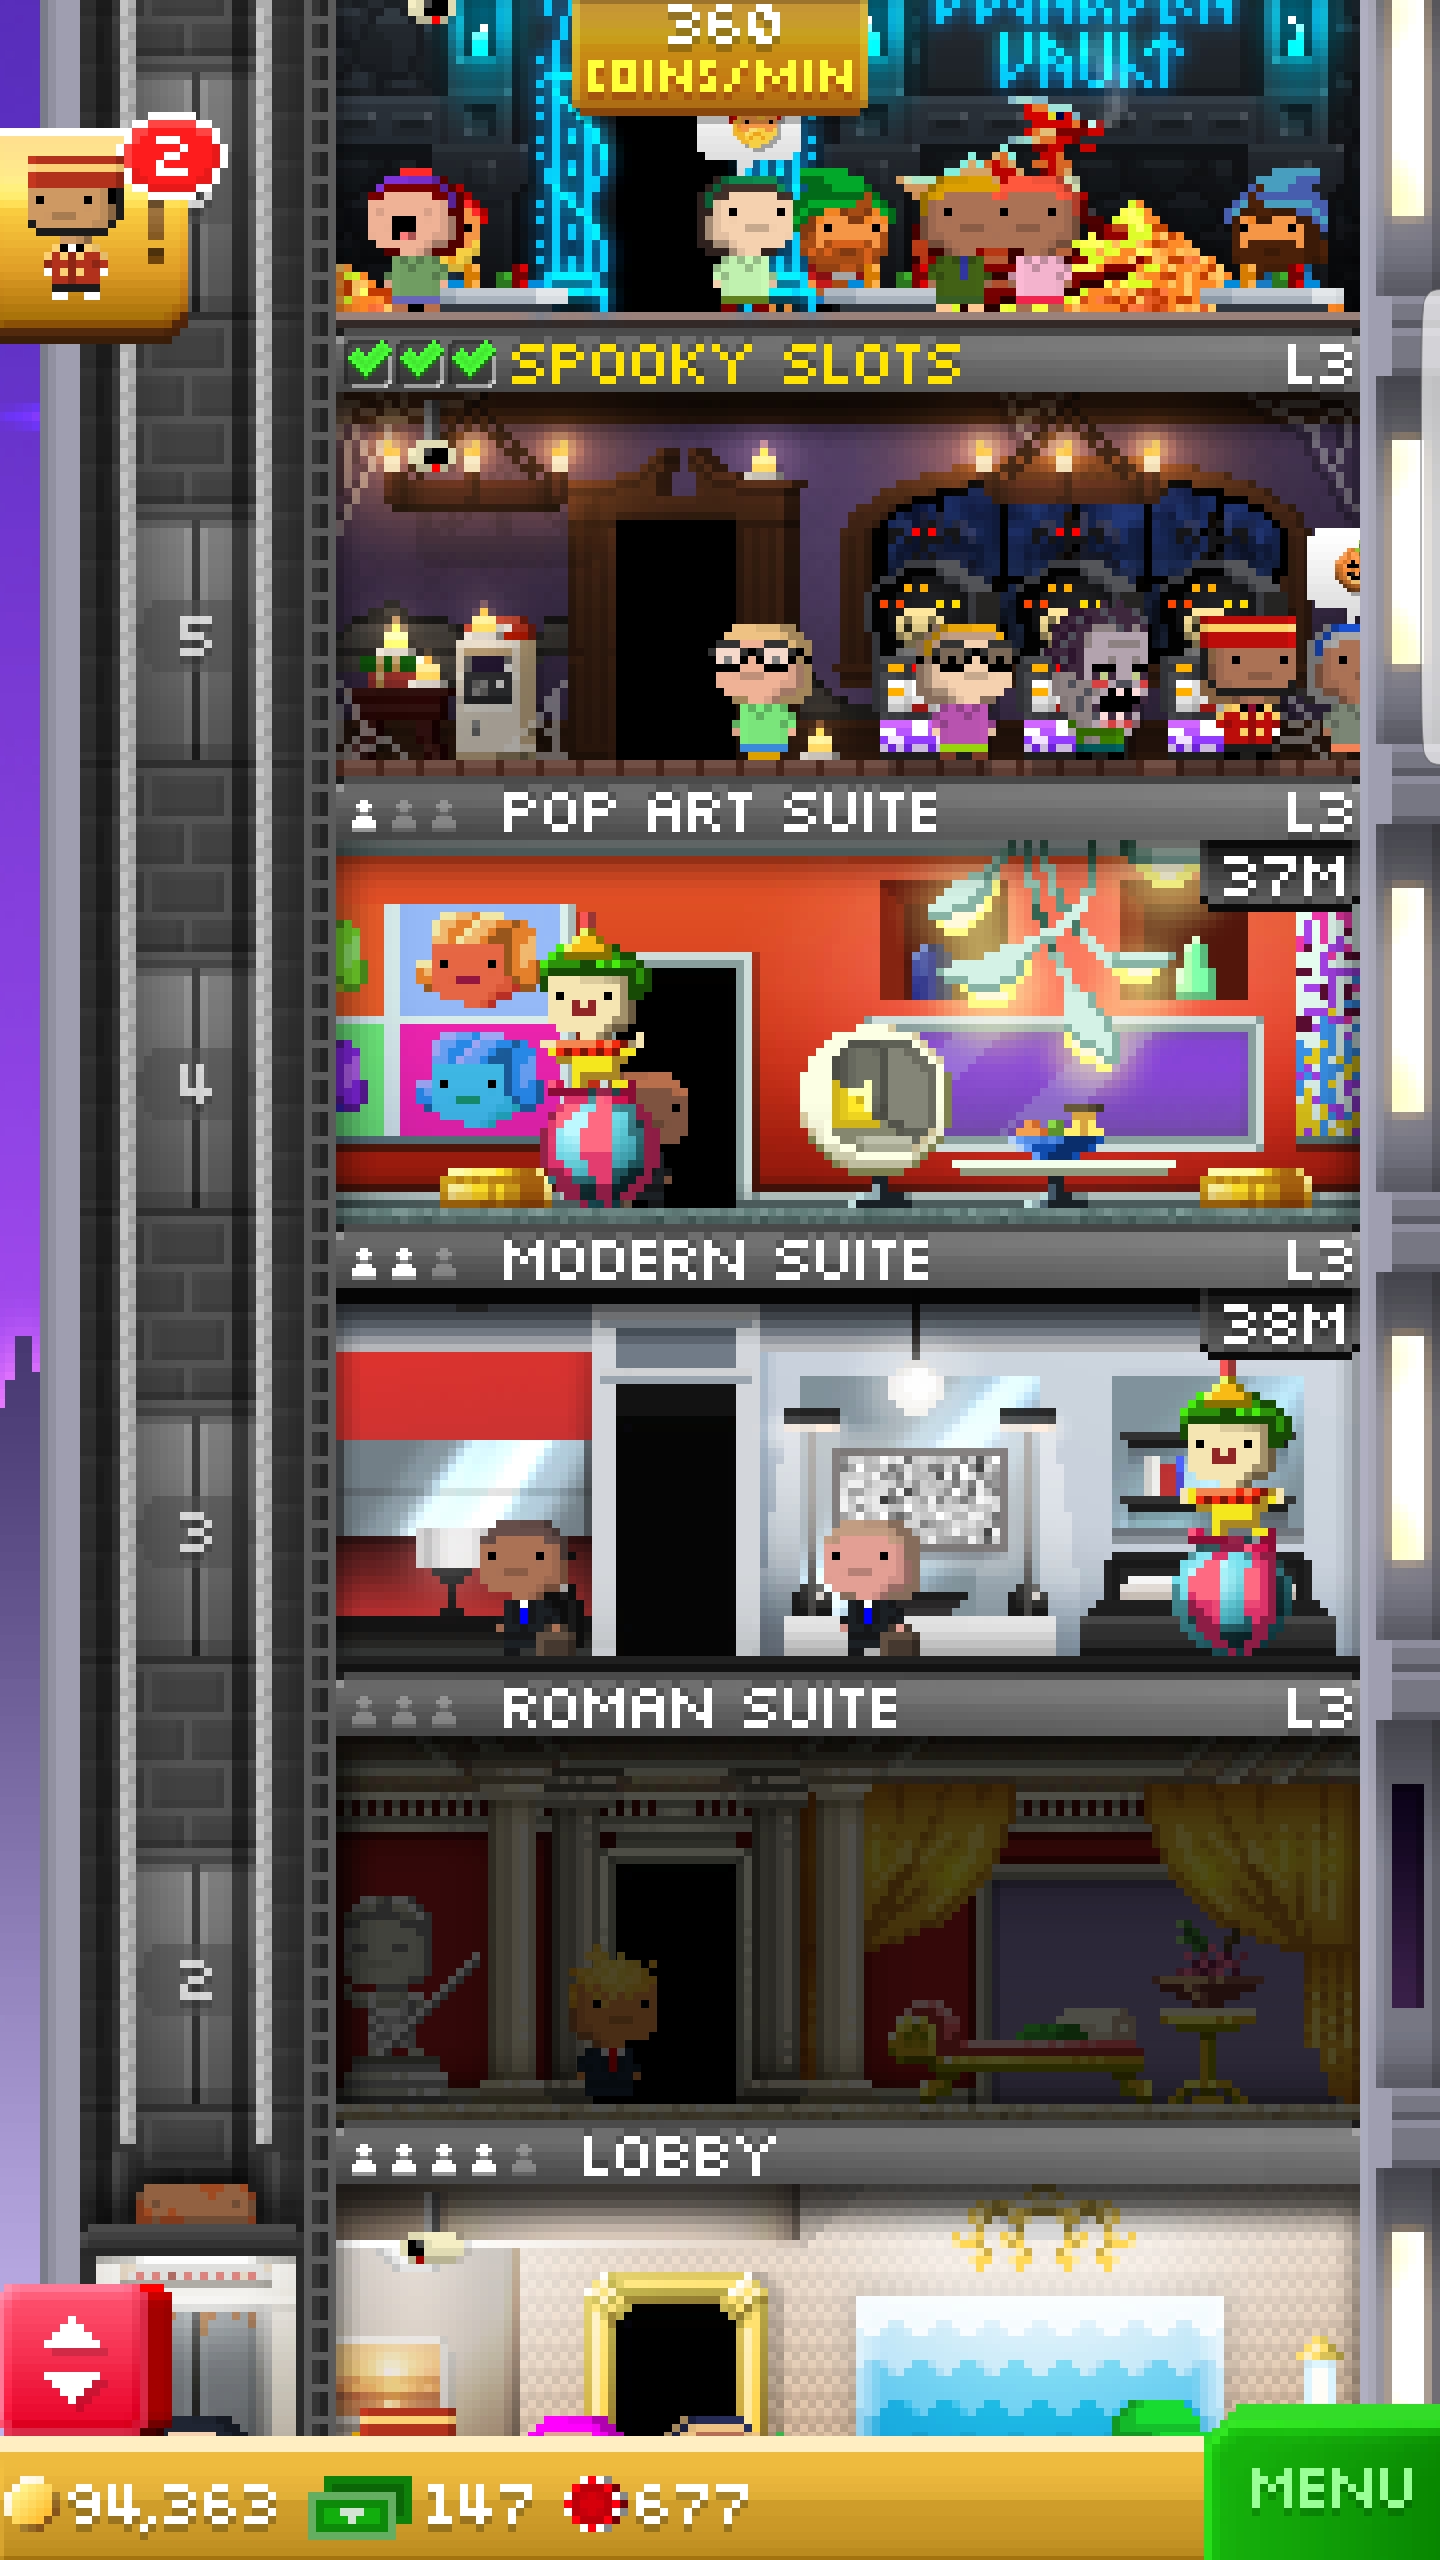 360
COINS/MIN
VAULT
2
SPOOKY SLOTS L3
5
POP ART SUITE L3
37M
4
MODERN SUITE L3
38M
3
ROMAN SUITE L3
2
LOBBY
94,363 147 677
MENU